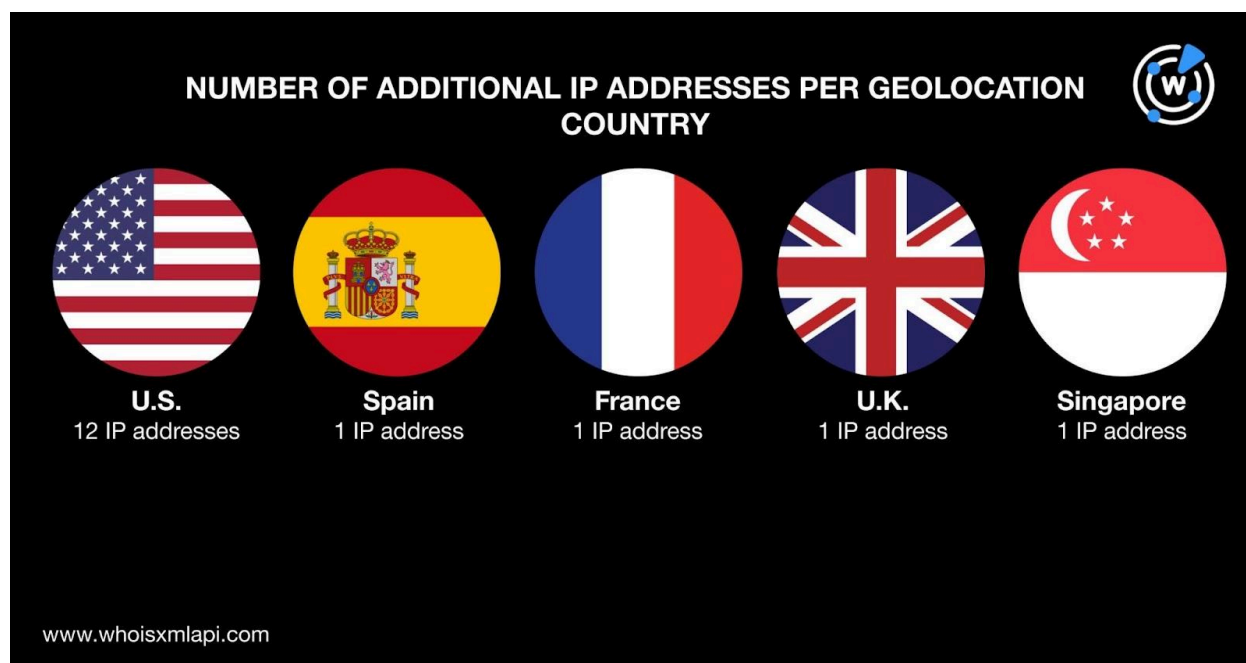 NUMBER OF ADDITIONAL IP ADDRESSES PER GEOLOCATION
COUNTRY
W
U.S.
12 IP addresses
Spain
1 IP address
France
1 IP address
U.K.
1 IP address
Singapore
1 IP address
www.whoisxmlapi.com